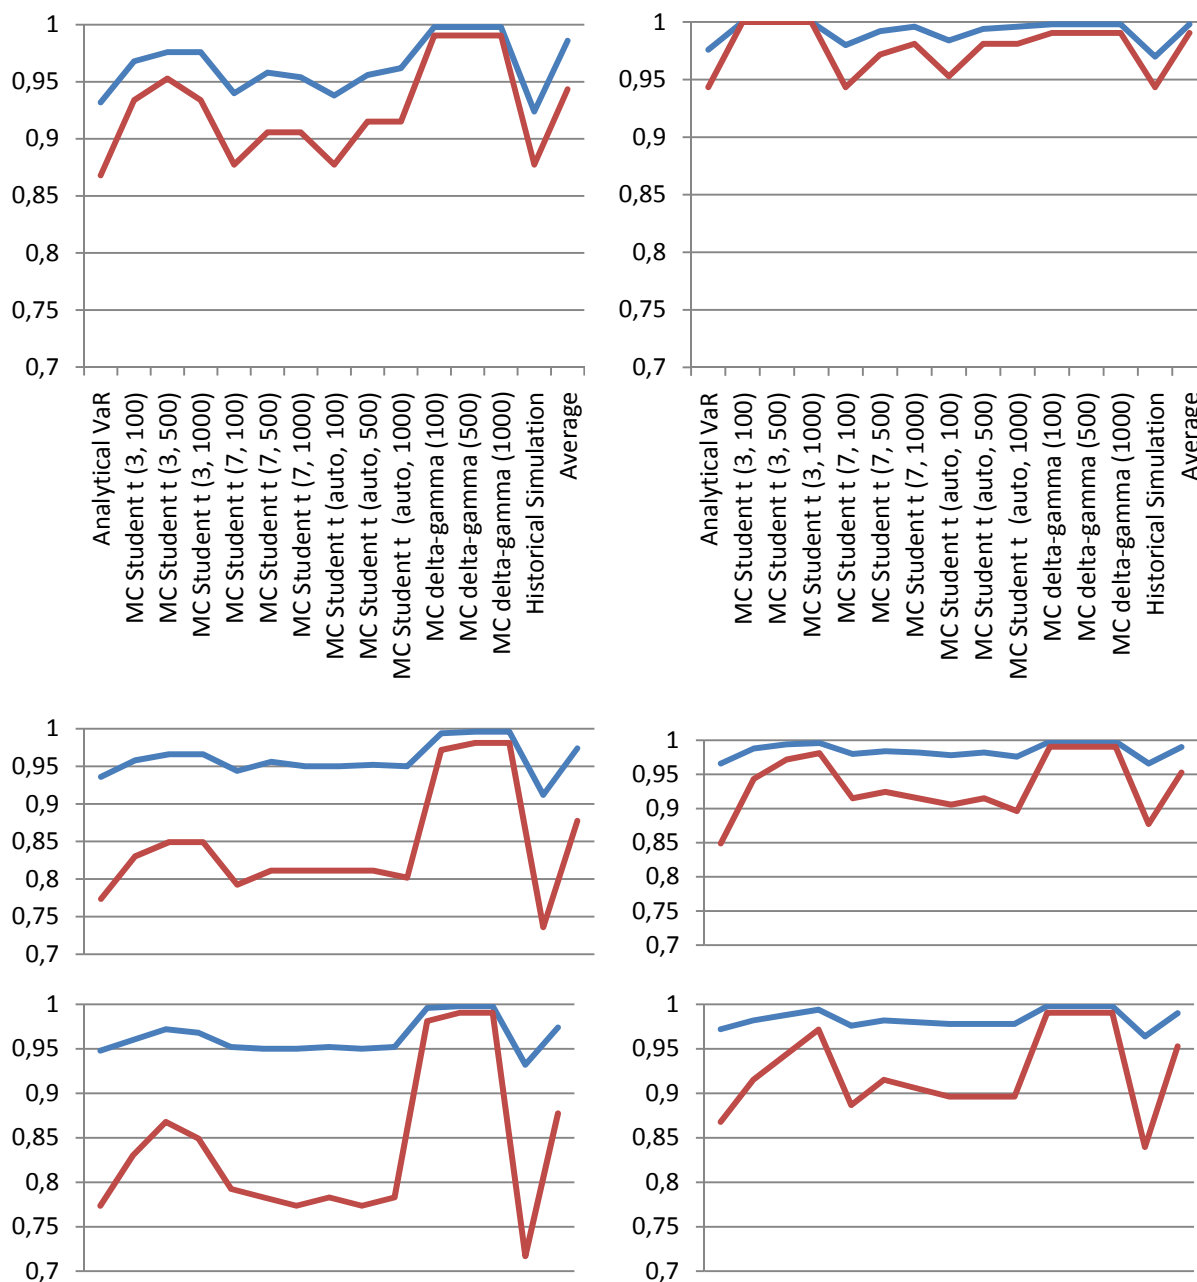 1
0,95
0,9
0,85
0,8
0,75
0,7
Analytical VaR
MC Student t (3, 100)
MC Student t (3, 500)
MC Student t (3, 1000)
MC Student t (7, 100)
MC Student t (7, 500)
MC Student t (7, 1000)
MC Student t (auto, 100)
MC Student t (auto, 500)
MC Student t (auto, 1000)
MC delta-gamma (100)
MC delta-gamma (500)
MC delta-gamma (1000)
Historical Simulation
Average
1
0,95
0,9
0,85
0,8
0,75
0,7
Analytical VaR
MC Student t (3, 100)
MC Student t (3, 500)
MC Student t (3, 1000)
MC Student t (7, 100)
MC Student t (7, 500)
MC Student t (7, 1000)
MC Student t (auto, 100)
MC Student t (auto, 500)
MC Student t (auto, 1000)
MC delta-gamma (100)
MC delta-gamma (500)
MC delta-gamma (1000)
Historical Simulation
Average
1
0,95
0,9
0,85
0,8
0,75
0,7
1
0,95
0,9
0,85
0,8
0,75
0,7
1
0,95
0,9
0,85
0,8
0,75
0,7
1
0,95
0,9
0,85
0,8
0,75
0,7